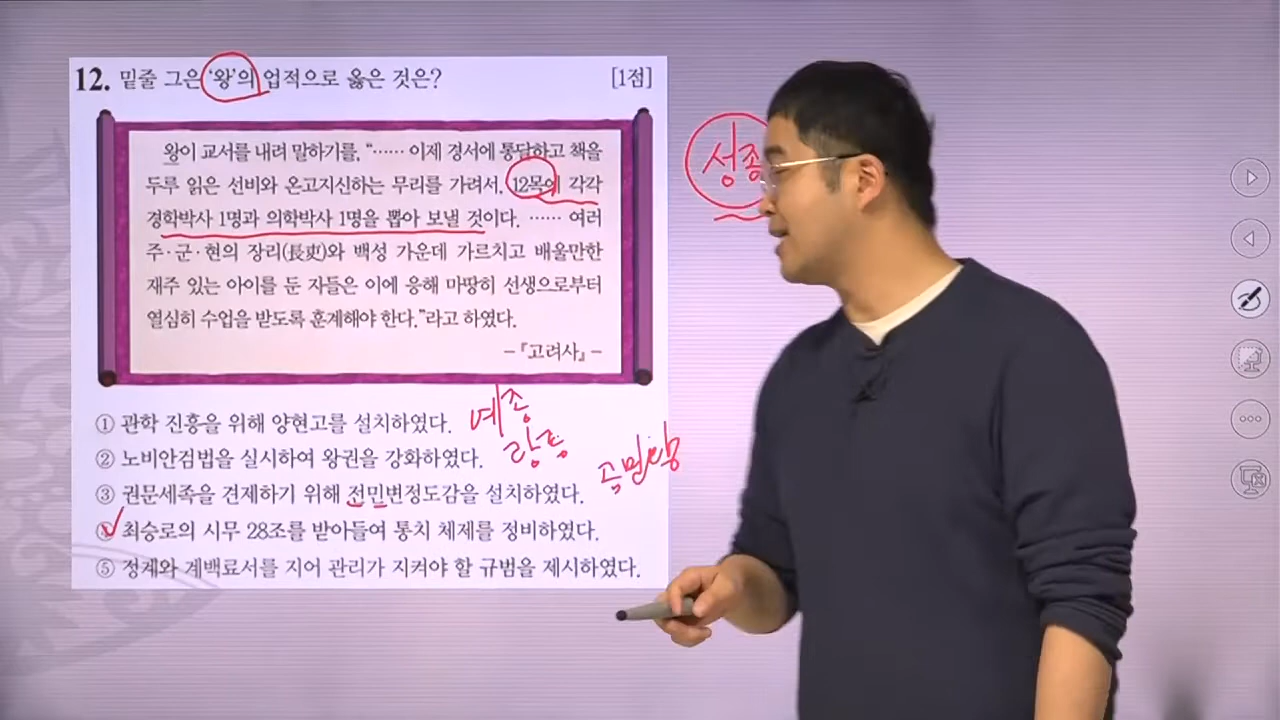 12. 밑줄 그은 '왕'의 업적으로 옳은 것은? [1점]
왕이 교서를 내려 말하기를, "…… 이제 경서에 통달하고 책을
두루 읽은 선비와 온고지신하는 무리를 가려서, 12목에 각각
경학박사 1명과 의학박사 1명을 뽑아 보낼 것이다. …… 여러
주·군·현의 장리(長吏)와 백성 가운데 가르치고 배울만한
재주 있는 아이를 둔 자들은 이에 응해 마땅히 선생으로부터
열심히 수업을 받도록 훈계해야 한다."라고 하였다.
-『고려사』-
① 관학 진흥을 위해 양현고를 설치하였다. 예종
② 노비안검법을 실시하여 왕권을 강화하였다. 광종
③ 권문세족을 견제하기 위해 전민변정도감을 설치하였다. 공민왕
④ 최승로의 시무 28조를 받아들여 통치 체제를 정비하였다.
⑤ 정계와 계백료서를 지어 관리가 지켜야 할 규범을 제시하였다.
성종